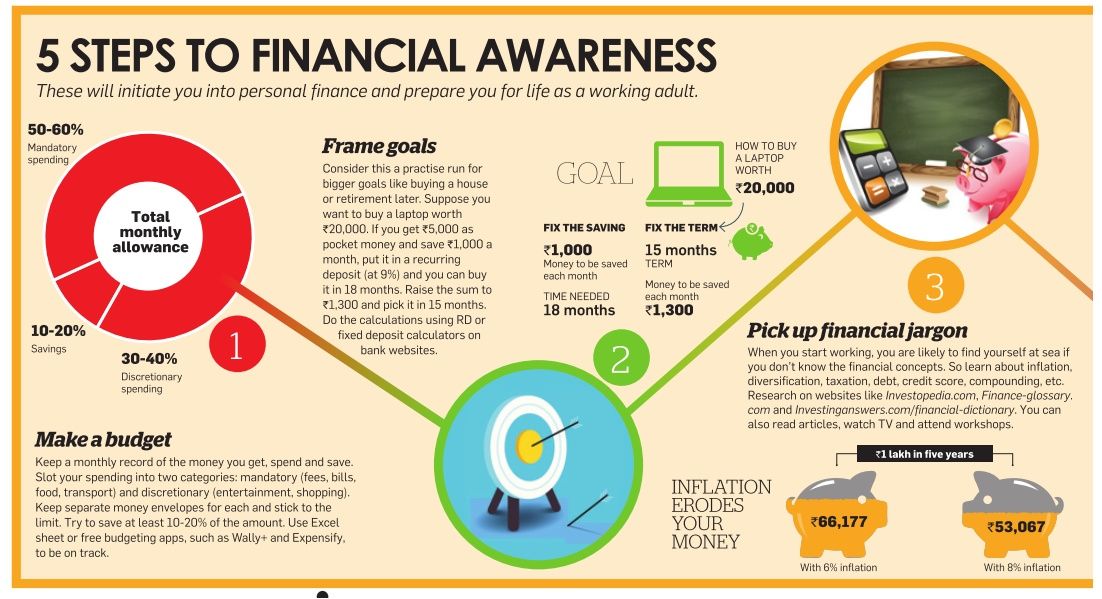 5 STEPS TO FINANCIAL AWARENESS
These will initiate you into personal finance and prepare you for life as a working adult.
50-60%
Mandatory
spending
Total
monthly
allowance
10-20%
Savings
30-40%
Discretionary
spending
1
Make a budget
Keep a monthly record of the money you get, spend and save.
Slot your spending into two categories: mandatory (fees, bills,
food, transport) and discretionary (entertainment, shopping).
Keep separate money envelopes for each and stick to the
limit. Try to save at least 10-20% of the amount. Use Excel
sheet or free budgeting apps, such as Wally+ and Expensify,
to be on track.
Frame goals
Consider this a practise run for
bigger goals like buying a house
or retirement later. Suppose you
want to buy a laptop worth
₹20,000. If you get ₹5,000 as
pocket money and save ₹1,000 a
month, put it in a recurring
deposit (at 9%) and you can buy
it in 18 months. Raise the sum to
₹1,300 and pick it in 15 months.
Do the calculations using RD or
fixed deposit calculators on
bank websites.
GOAL
HOW TO BUY
A LAPTOP
WORTH
₹20,000
FIX THE SAVING
₹1,000
Money to be saved
each month
TIME NEEDED
18 months
FIX THE TERM
15 months
TERM
Money to be saved
each month
₹1,300
2
3
Pick up financial jargon
When you start working, you are likely to find yourself at sea if
you don't know the financial concepts. So learn about inflation,
diversification, taxation, debt, credit score, compounding, etc.
Research on websites like Investopedia.com, Finance-glossary.
com and Investinganswers.com/financial-dictionary. You can
also read articles, watch TV and attend workshops.
INFLATION
ERODES
YOUR
MONEY
₹1 lakh in five years
₹66,177
With 6% inflation
₹53,067
With 8% inflation